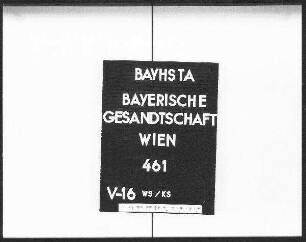 BAYHSTA
BAYERISCHE
GESANDTSCHAFT
WIEN
461
V-16 WS/KS